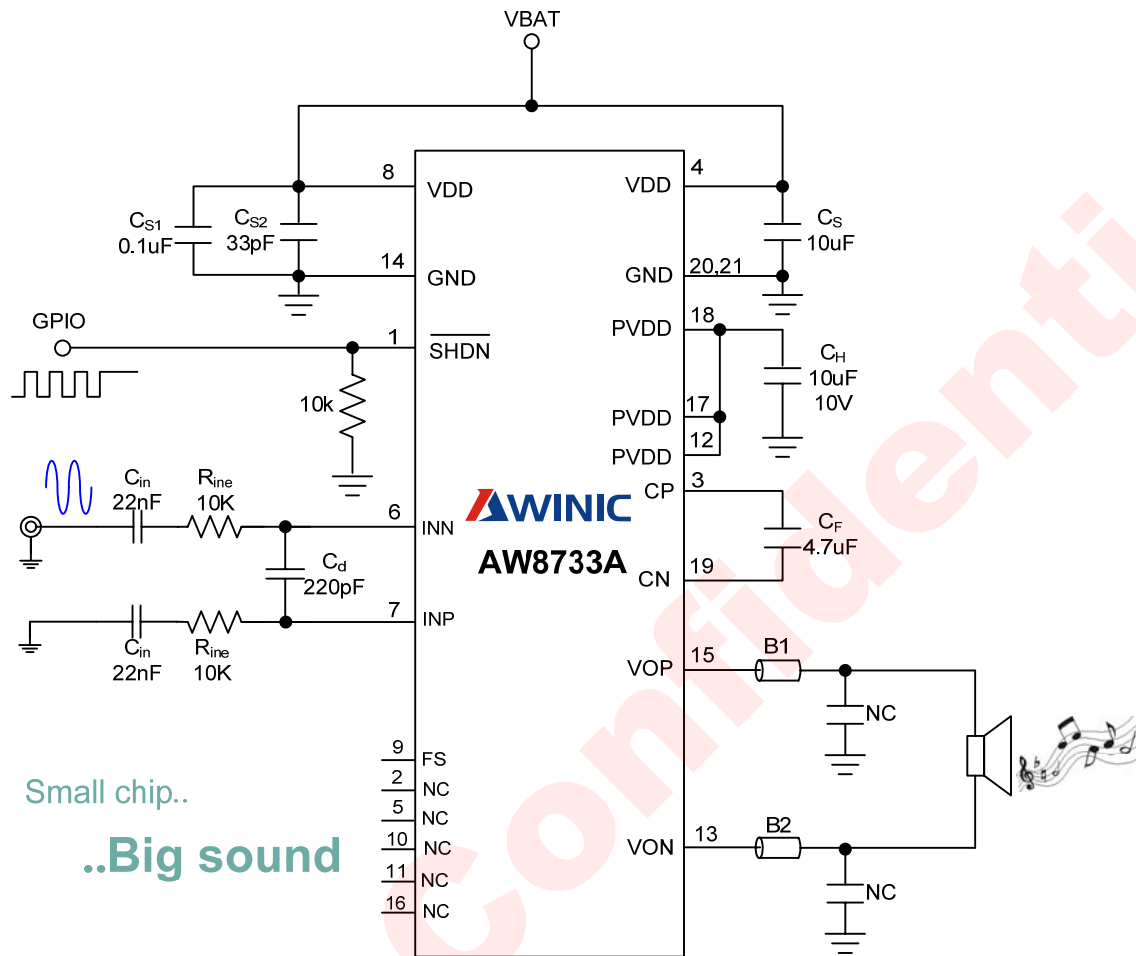 VBAT
8
VDD
VDD
4
CS1
0.1uF
CS2
33pF
CS
10uF
14
GND
GND
20,21
GPIO
1
SHDN
10k
PVDD
18
CH
10uF
10V
PVDD
17
PVDD
12
Cin
22nF
Rine
10K
6
INN
AWINIC
AW8733A
CP
3
CF
4.7uF
CN
19
Cd
220pF
7
INP
Cin
22nF
Rine
10K
VOP
15
B1
NC
9
FS
2
NC
5
NC
10
NC
11
NC
16
NC
Small chip..
..Big sound
VON
13
B2
NC
Confidenti